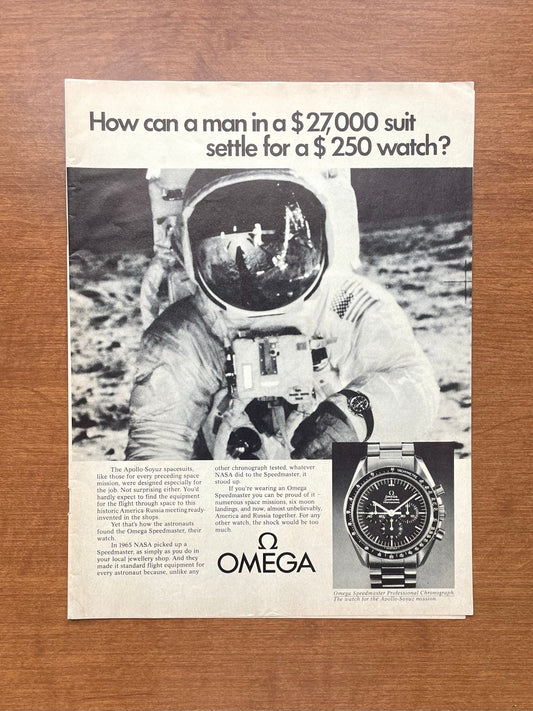 How can a man in a $27,000 suit
settle for a $250 watch?
The Apollo-Soyuz spacesuits,
like those for every preceding space
mission, were designed especially for
the job. Not surprising either. You'd
hardly expect to find the equipment
for the flight through space to this
historic America-Russia meeting ready-
invented in the shops.
Yet that's how the astronauts
found the Omega Speedmaster, their
watch.
In 1965 NASA picked up a
Speedmaster, as simply as you do in
your local jewellery shop. And they
made it standard flight equipment for
every astronaut because, unlike any
other chronograph tested, whatever
NASA did to the Speedmaster, it
stood up.
If you're wearing an Omega
Speedmaster you can be proud of it –
numerous space missions, six moon
landings, and now, almost unbelievably,
America and Russia together. For any
other watch, the shock would be too
much.
Ω
OMEGA
Omega Speedmaster Professional Chronograph.
The watch for the Apollo-Soyuz mission.